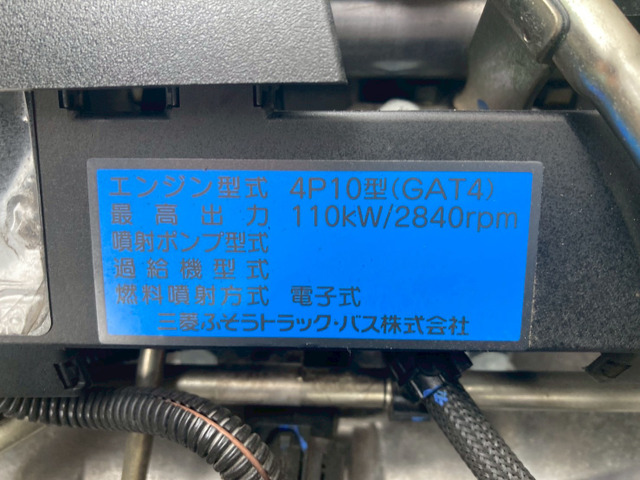 エンジン型式 4P10型(GAT4)
最高出力 110kW/2840rpm
噴射ポンプ型式
過給機型式
燃料噴射方式 電子式
三菱ふそうトラック・バス株式会社